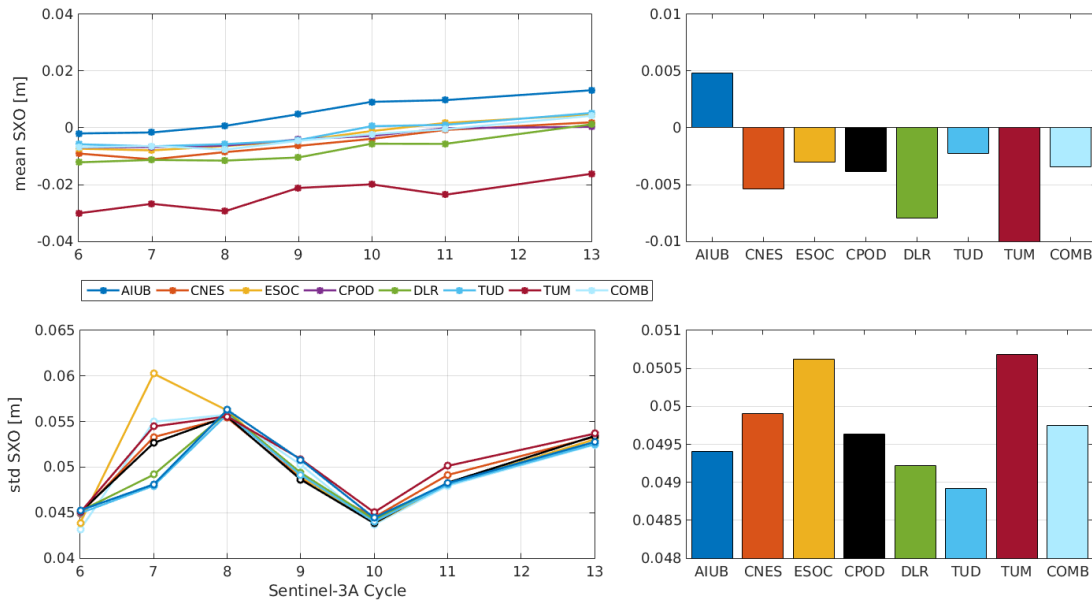 0.04
0.02
0
-0.02
-0.04
mean SXO [m]
6 7 8 9 10 11 12 13
0.01
0.005
0
-0.005
-0.01
AIUB CNES ESOC CPOD DLR TUD TUM COMB
AIUB CNES ESOC CPOD DLR TUD TUM COMB
0.065
0.06
0.055
0.05
0.045
0.04
std SXO [m]
6 7 8 9 10 11 12 13
Sentinel-3A Cycle
0.051
0.0505
0.05
0.0495
0.049
0.0485
0.048
AIUB CNES ESOC CPOD DLR TUD TUM COMB